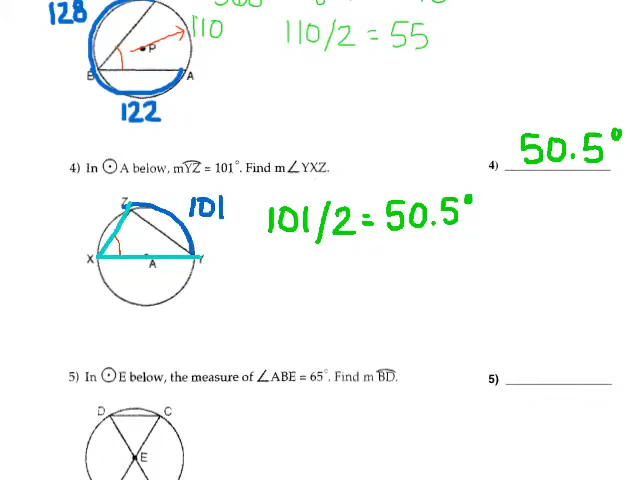 128
110
110/2 = 55
P
B
A
122
4) In ⊙ A below, mYZ = 101°. Find m∠YXZ.
4)
50.5°
Z
101
101/2 = 50.5°
X
A
Y
5) In ⊙E below, the measure of ∠ABE = 65°. Find m BD.
5)
D
C
E